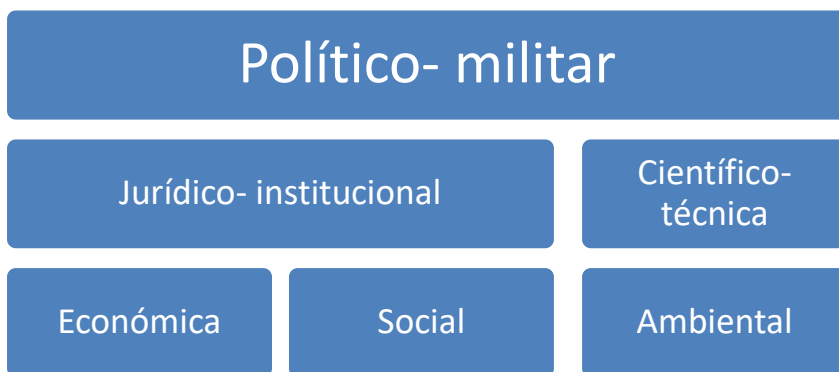 Político- militar
Jurídico- institucional
Científico-
técnica
Económica
Social
Ambiental